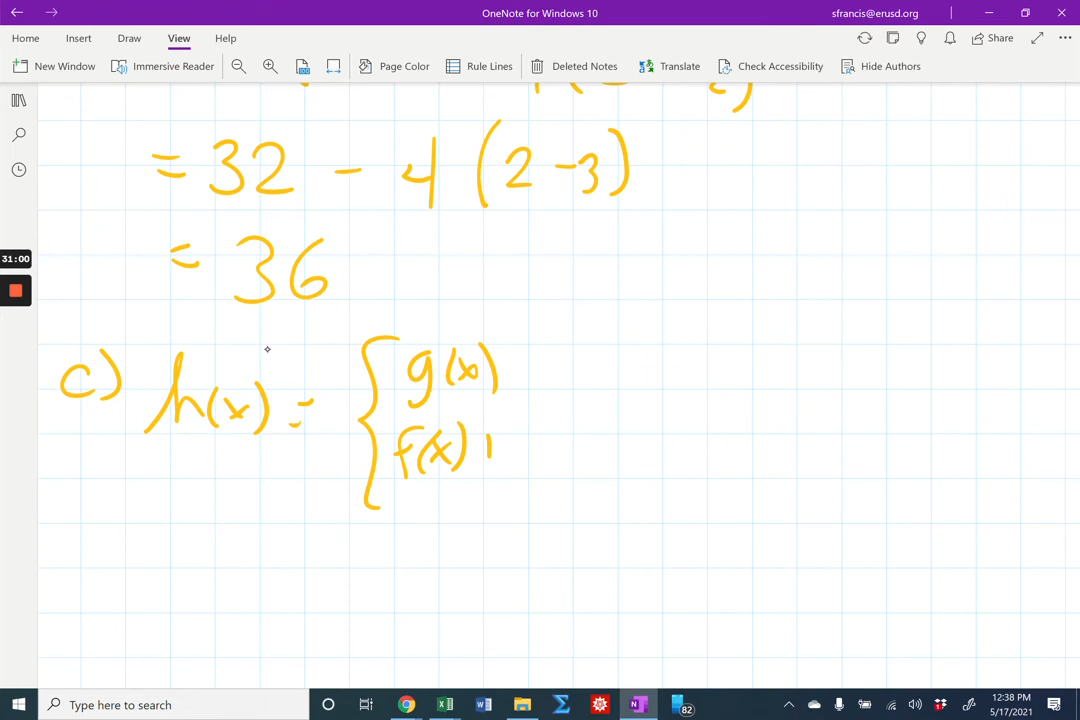 OneNote for Windows 10
sfrancis@erusd.org
Home Insert Draw View Help
Share
New Window Immersive Reader Page Color Rule Lines Deleted Notes Translate Check Accessibility Hide Authors
= 32 - 4 (2 -3)
= 36
31:00
c) h(x) = { g(x)
f(x)
Type here to search
82
12:38 PM
5/17/2021